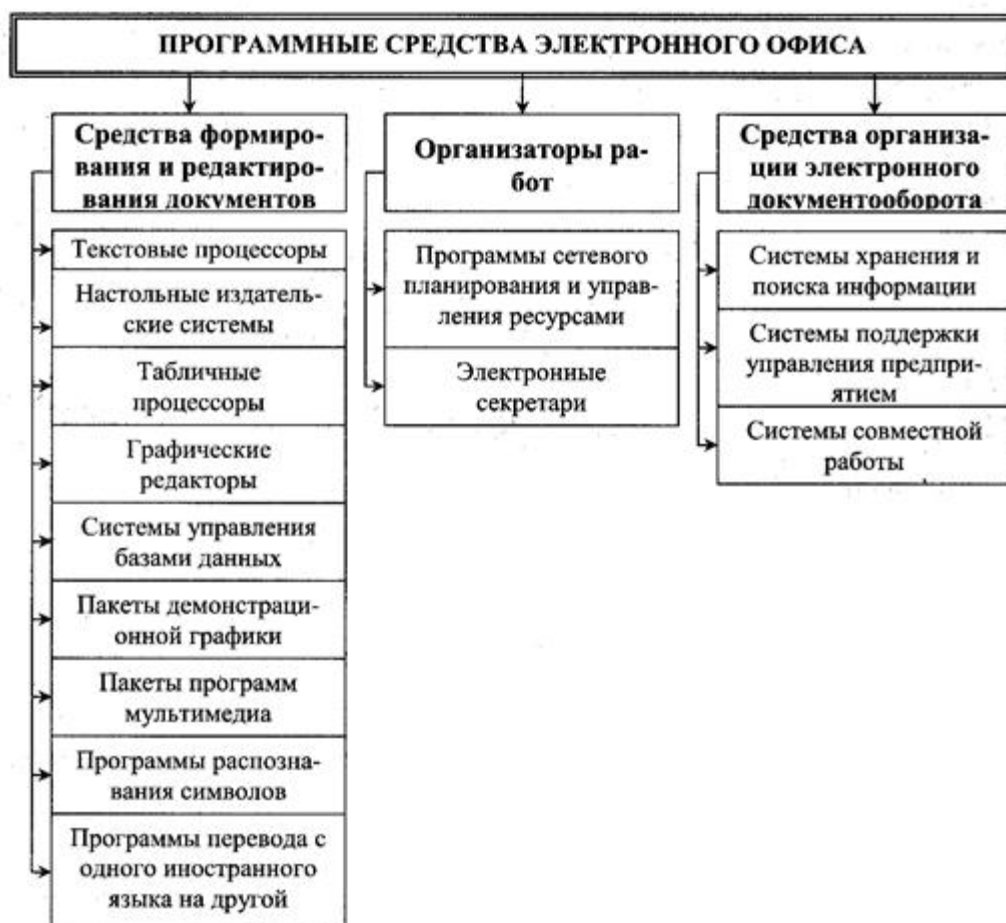 ПРОГРАММНЫЕ СРЕДСТВА ЭЛЕКТРОННОГО ОФИСА
Средства формиро-
вания и редактиро-
вания документов
Текстовые процессоры
Настольные издатель-
ские системы
Табличные
процессоры
Графические
редакторы
Системы управления
базами данных
Пакеты демонстраци-
онной графики
Пакеты программ
мультимедиа
Программы распозна-
вания символов
Программы перевода с
одного иностранного
языка на другой
Организаторы ра-
бот
Программы сетевого
планирования и управ-
ления ресурсами
Электронные
секретари
Средства организа-
ции электронного
документооборота
Системы хранения и
поиска информации
Системы поддержки
управления предпри-
ятием
Системы совместной
работы